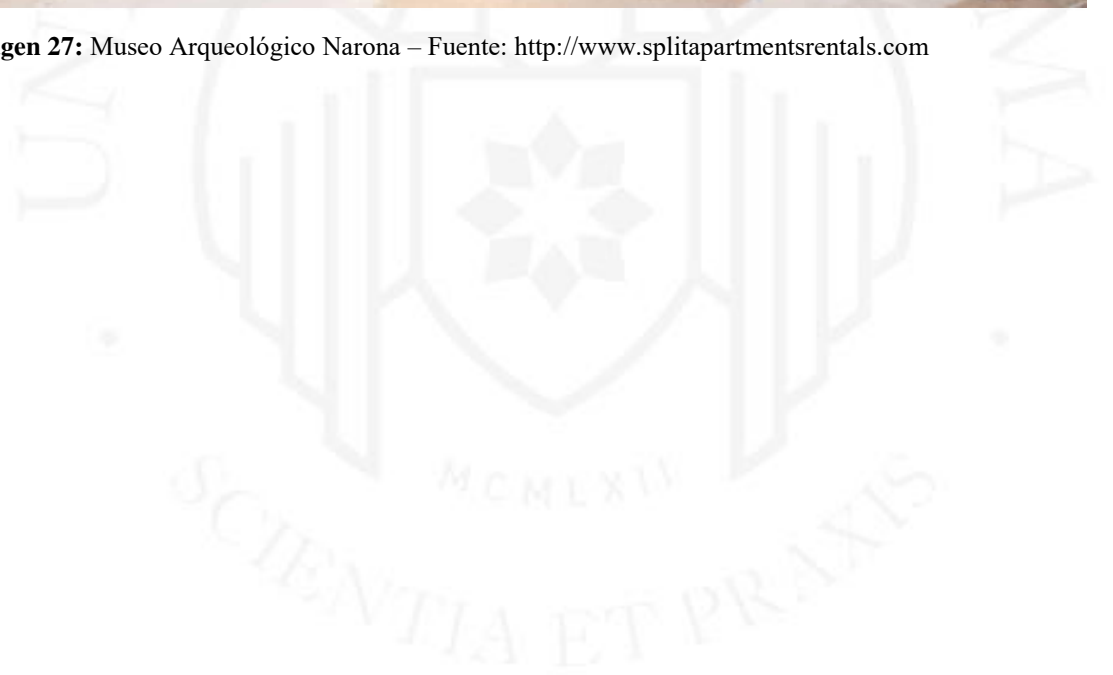 gen 27: Museo Arqueológico Narona – Fuente: http://www.splitapartmentsrentals.com
MCMLXII
SCIENTIA ET PRAXIS